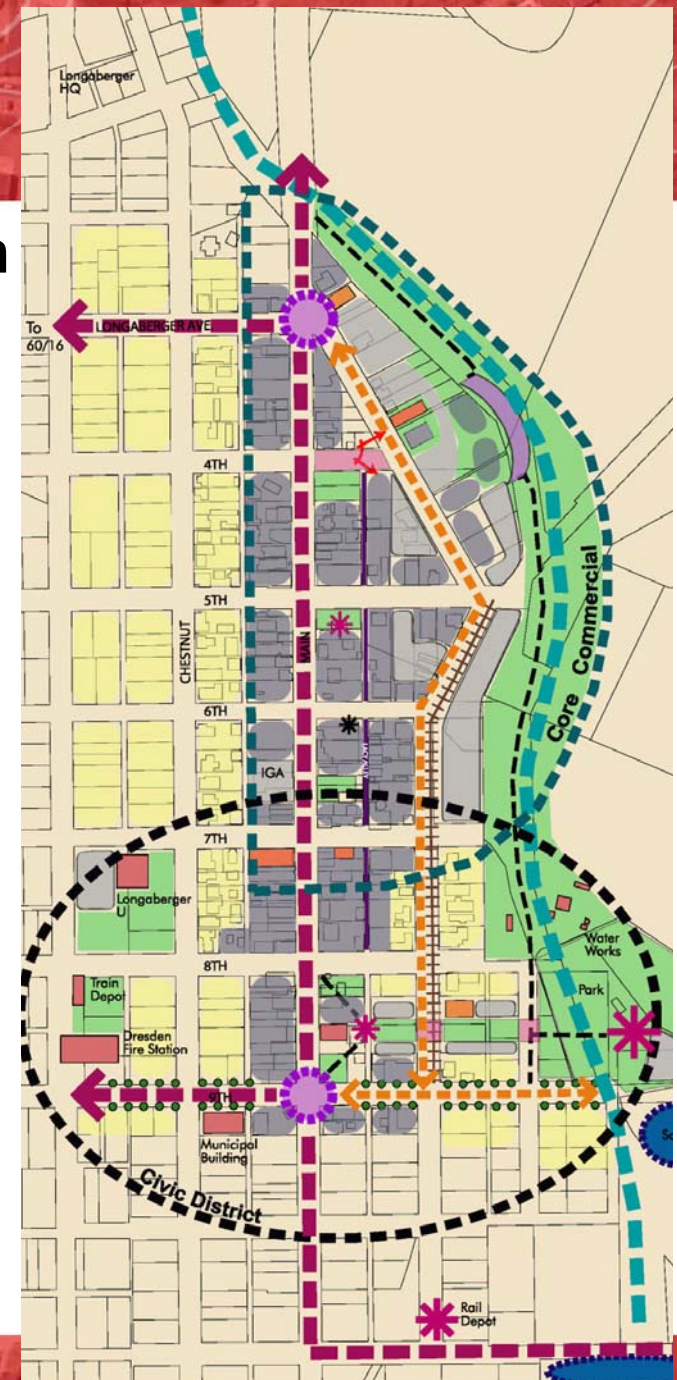 Longaberger
HQ
n
To
60/16
LONGABERGER AVE.
4TH
5TH
CHESTNUT
MAIN
6TH
IGA
Core Commercial
7TH
Longaberger
U
8TH
Water
Works
Park
Train
Depot
Dresden
Fire Station
9TH
Municipal
Building
Civic District
Rail
Depot